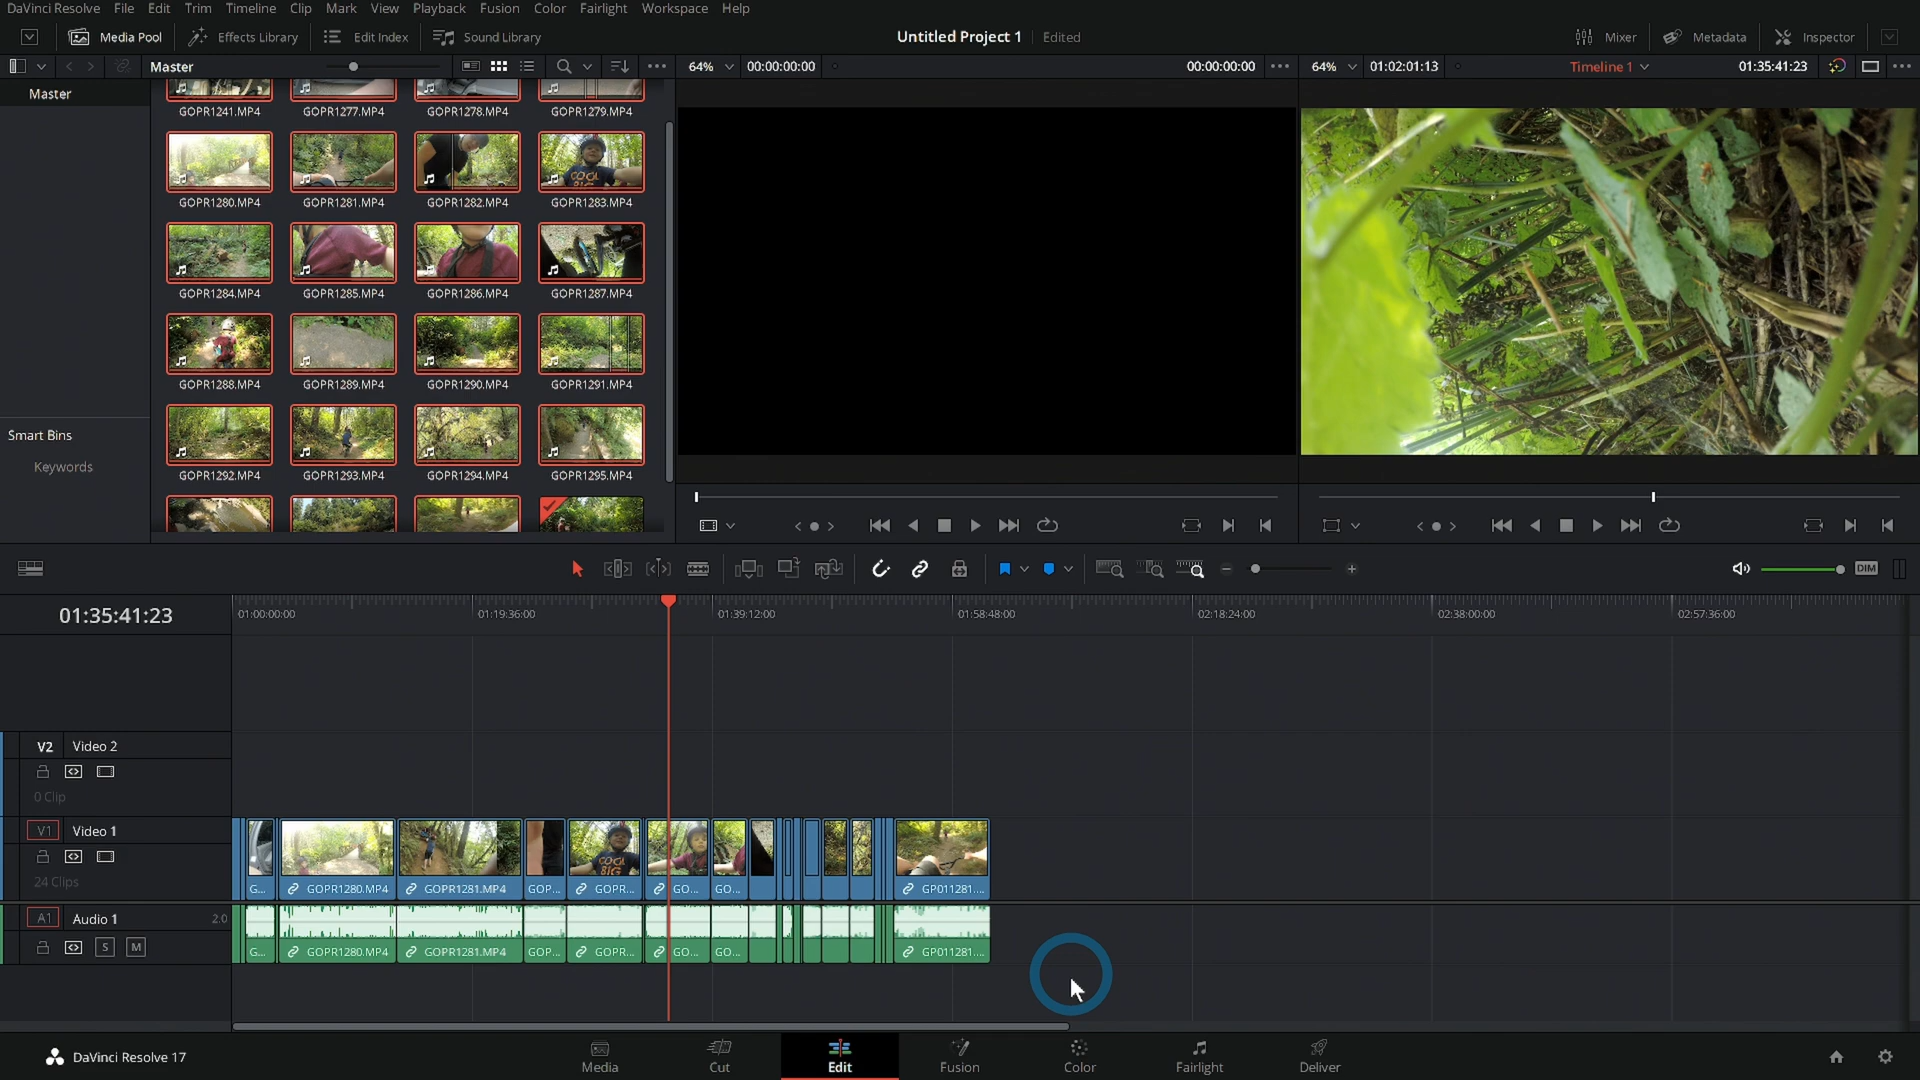 DaVinci Resolve File Edit Trim Timeline Clip Mark View Playback Fusion Color Fairlight Workspace Help
Media Pool Effects Library Edit Index Sound Library Untitled Project 1 Edited Mixer Metadata Inspector
Master 64% 00:00:00:00 00:00:00:00 64% 01:02:01:13 Timeline 1 01:35:41:23
Master
GOPR1241.MP4 GOPR1277.MP4 GOPR1278.MP4 GOPR1279.MP4
COOL
BIG
GOPR1280.MP4 GOPR1281.MP4 GOPR1282.MP4 GOPR1283.MP4
GOPR1284.MP4 GOPR1285.MP4 GOPR1286.MP4 GOPR1287.MP4
GOPR1288.MP4 GOPR1289.MP4 GOPR1290.MP4 GOPR1291.MP4
Smart Bins
Keywords
GOPR1292.MP4 GOPR1293.MP4 GOPR1294.MP4 GOPR1295.MP4
DIM
01:35:41:23 01:00:00:00 01:19:36:00 01:39:12:00 01:58:48:00 02:18:24:00 02:38:00:00 02:57:36:00
V2 Video 2
0 Clip
V1 Video 1
COOL
BIG
24 Clips
G... GOPR1280.MP4 GOPR1281.MP4 GOP... GOPR... GO... GO... GP011281....
A1 Audio 1 2.0
S M
G... GOPR1280.MP4 GOPR1281.MP4 GOP... GOPR... GO... GO... GP011281....
DaVinci Resolve 17 Media Cut Edit Fusion Color Fairlight Deliver